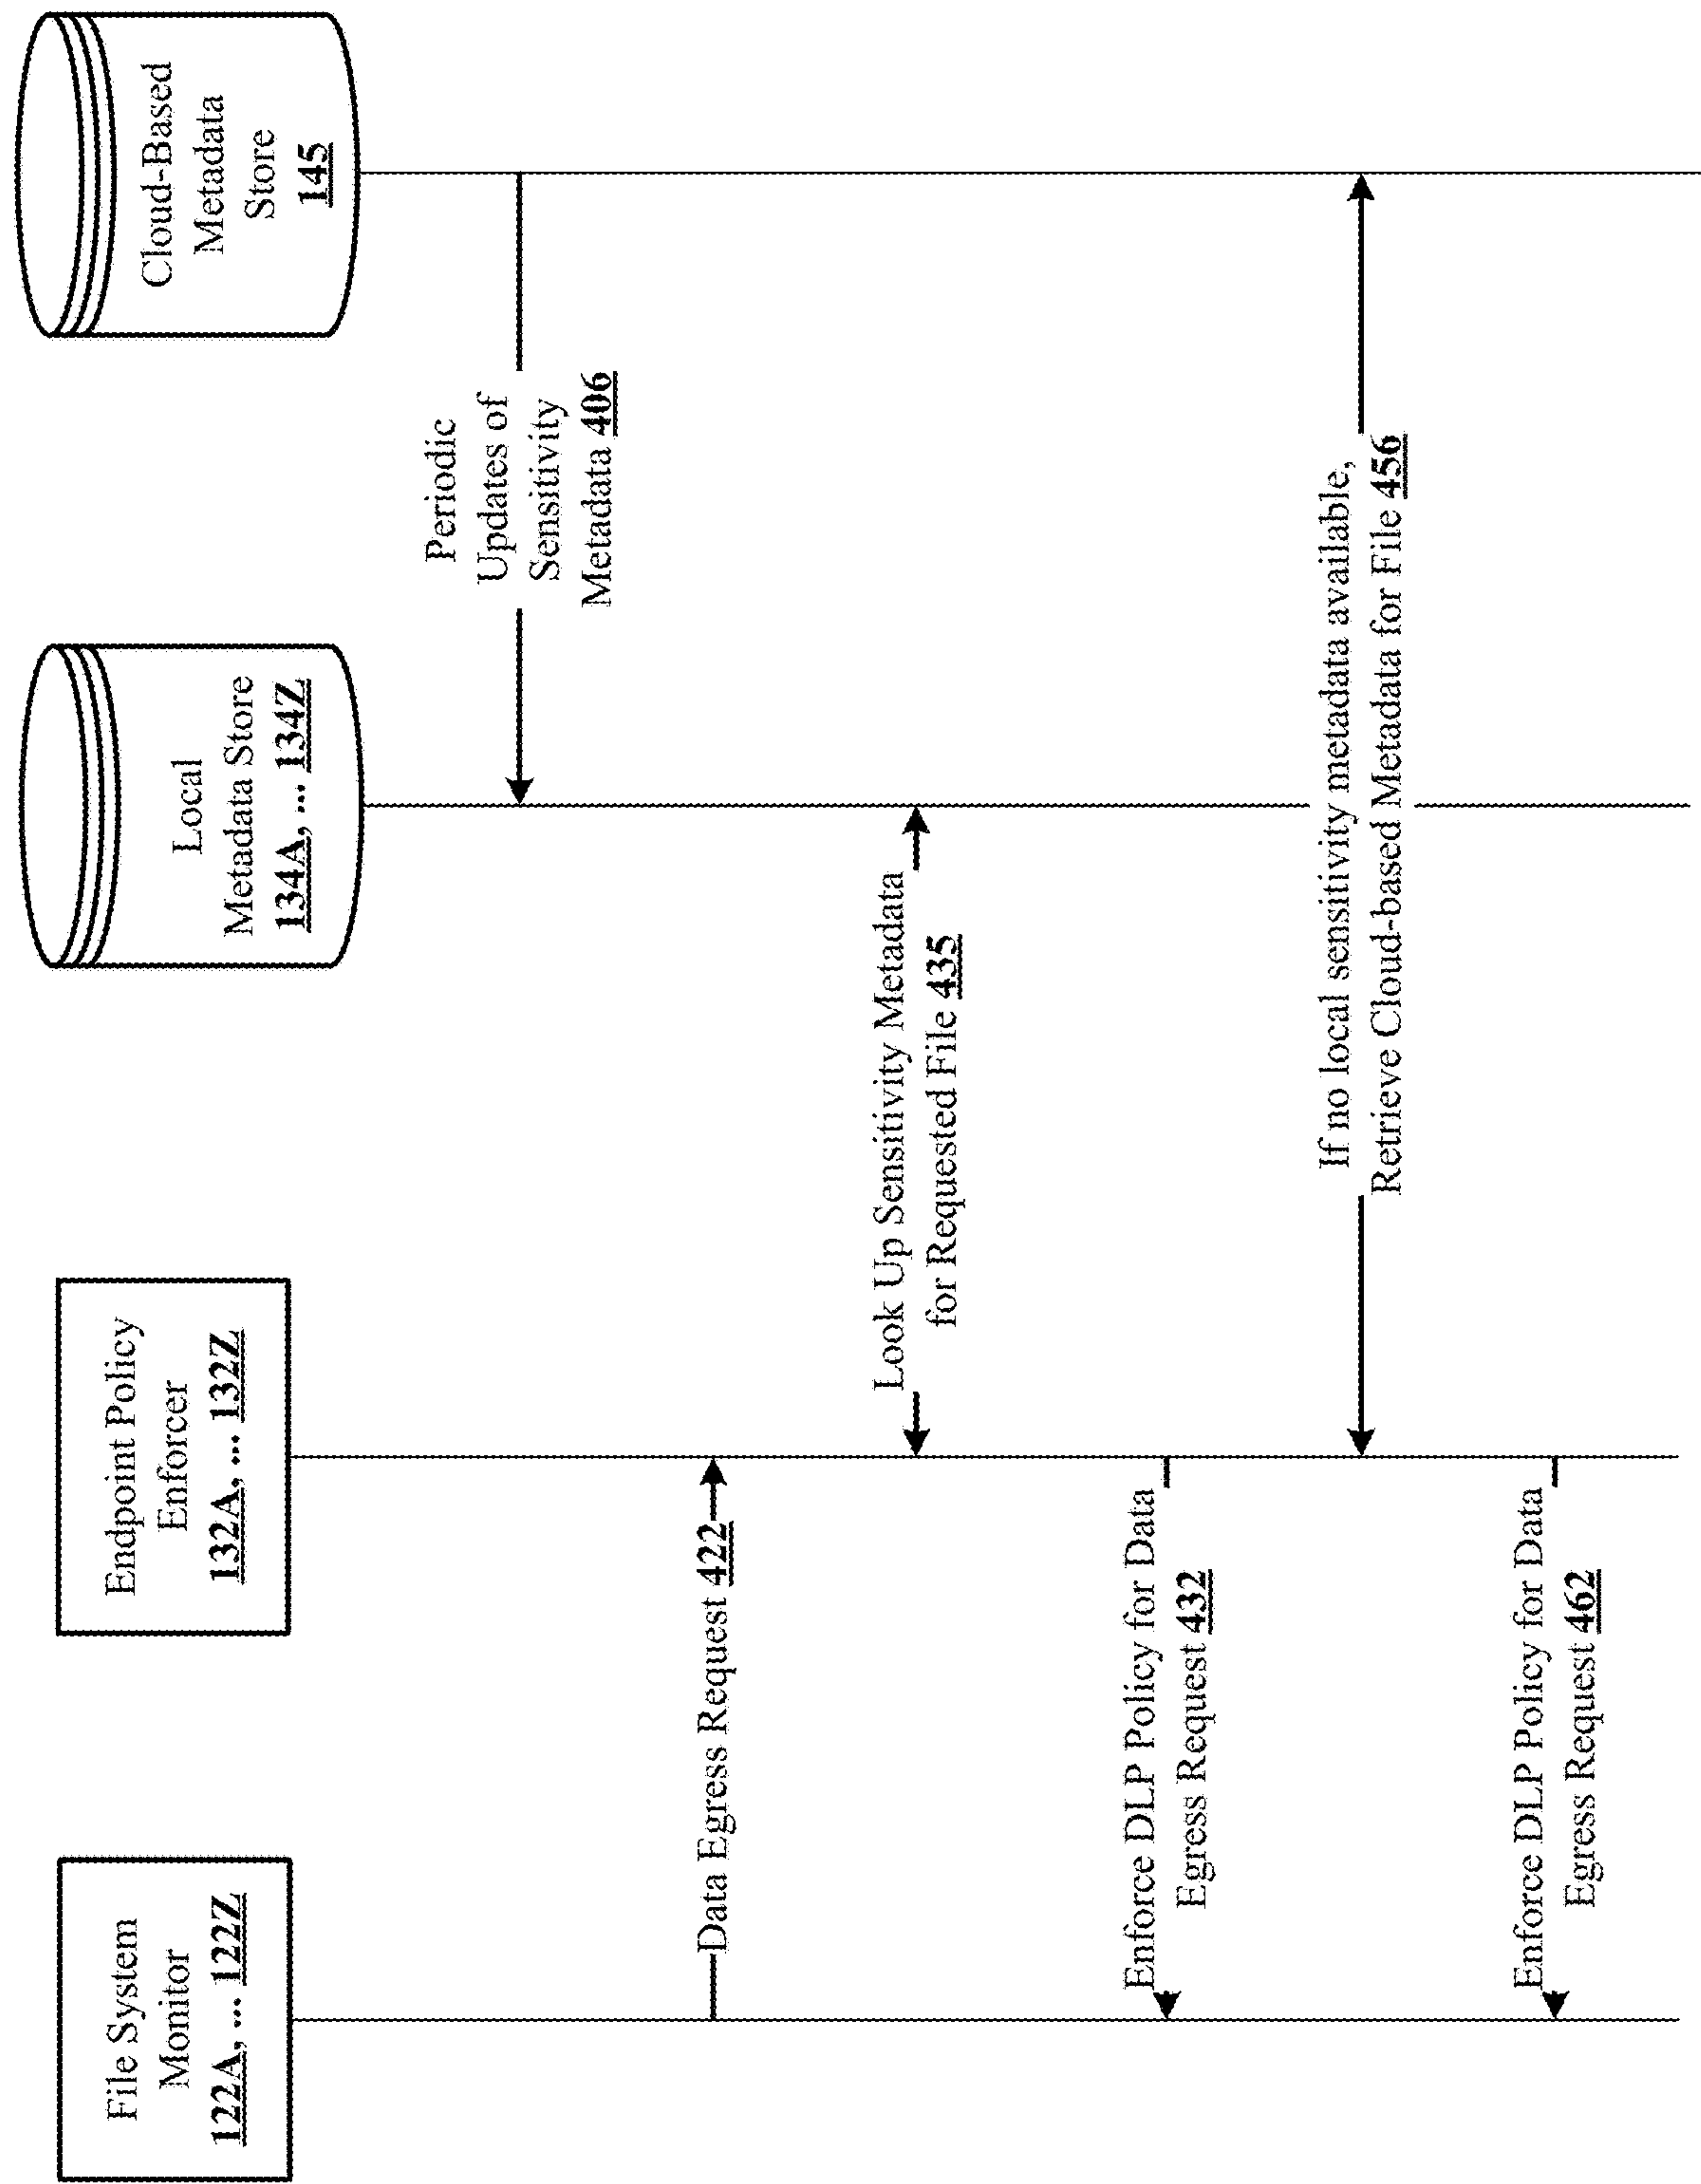 File System
Monitor
122A, ... 122Z
Endpoint Policy
Enforcer
132A, ... 132Z
Local
Metadata Store
134A, ... 134Z
Cloud-Based
Metadata
Store
145
Periodic
Updates of
Sensitivity
Metadata 406
Data Egress Request 422
Look Up Sensitivity Metadata
for Requested File 435
Enforce DLP Policy for Data
Egress Request 432
If no local sensitivity metadata available,
Retrieve Cloud-based Metadata for File 456
Enforce DLP Policy for Data
Egress Request 462